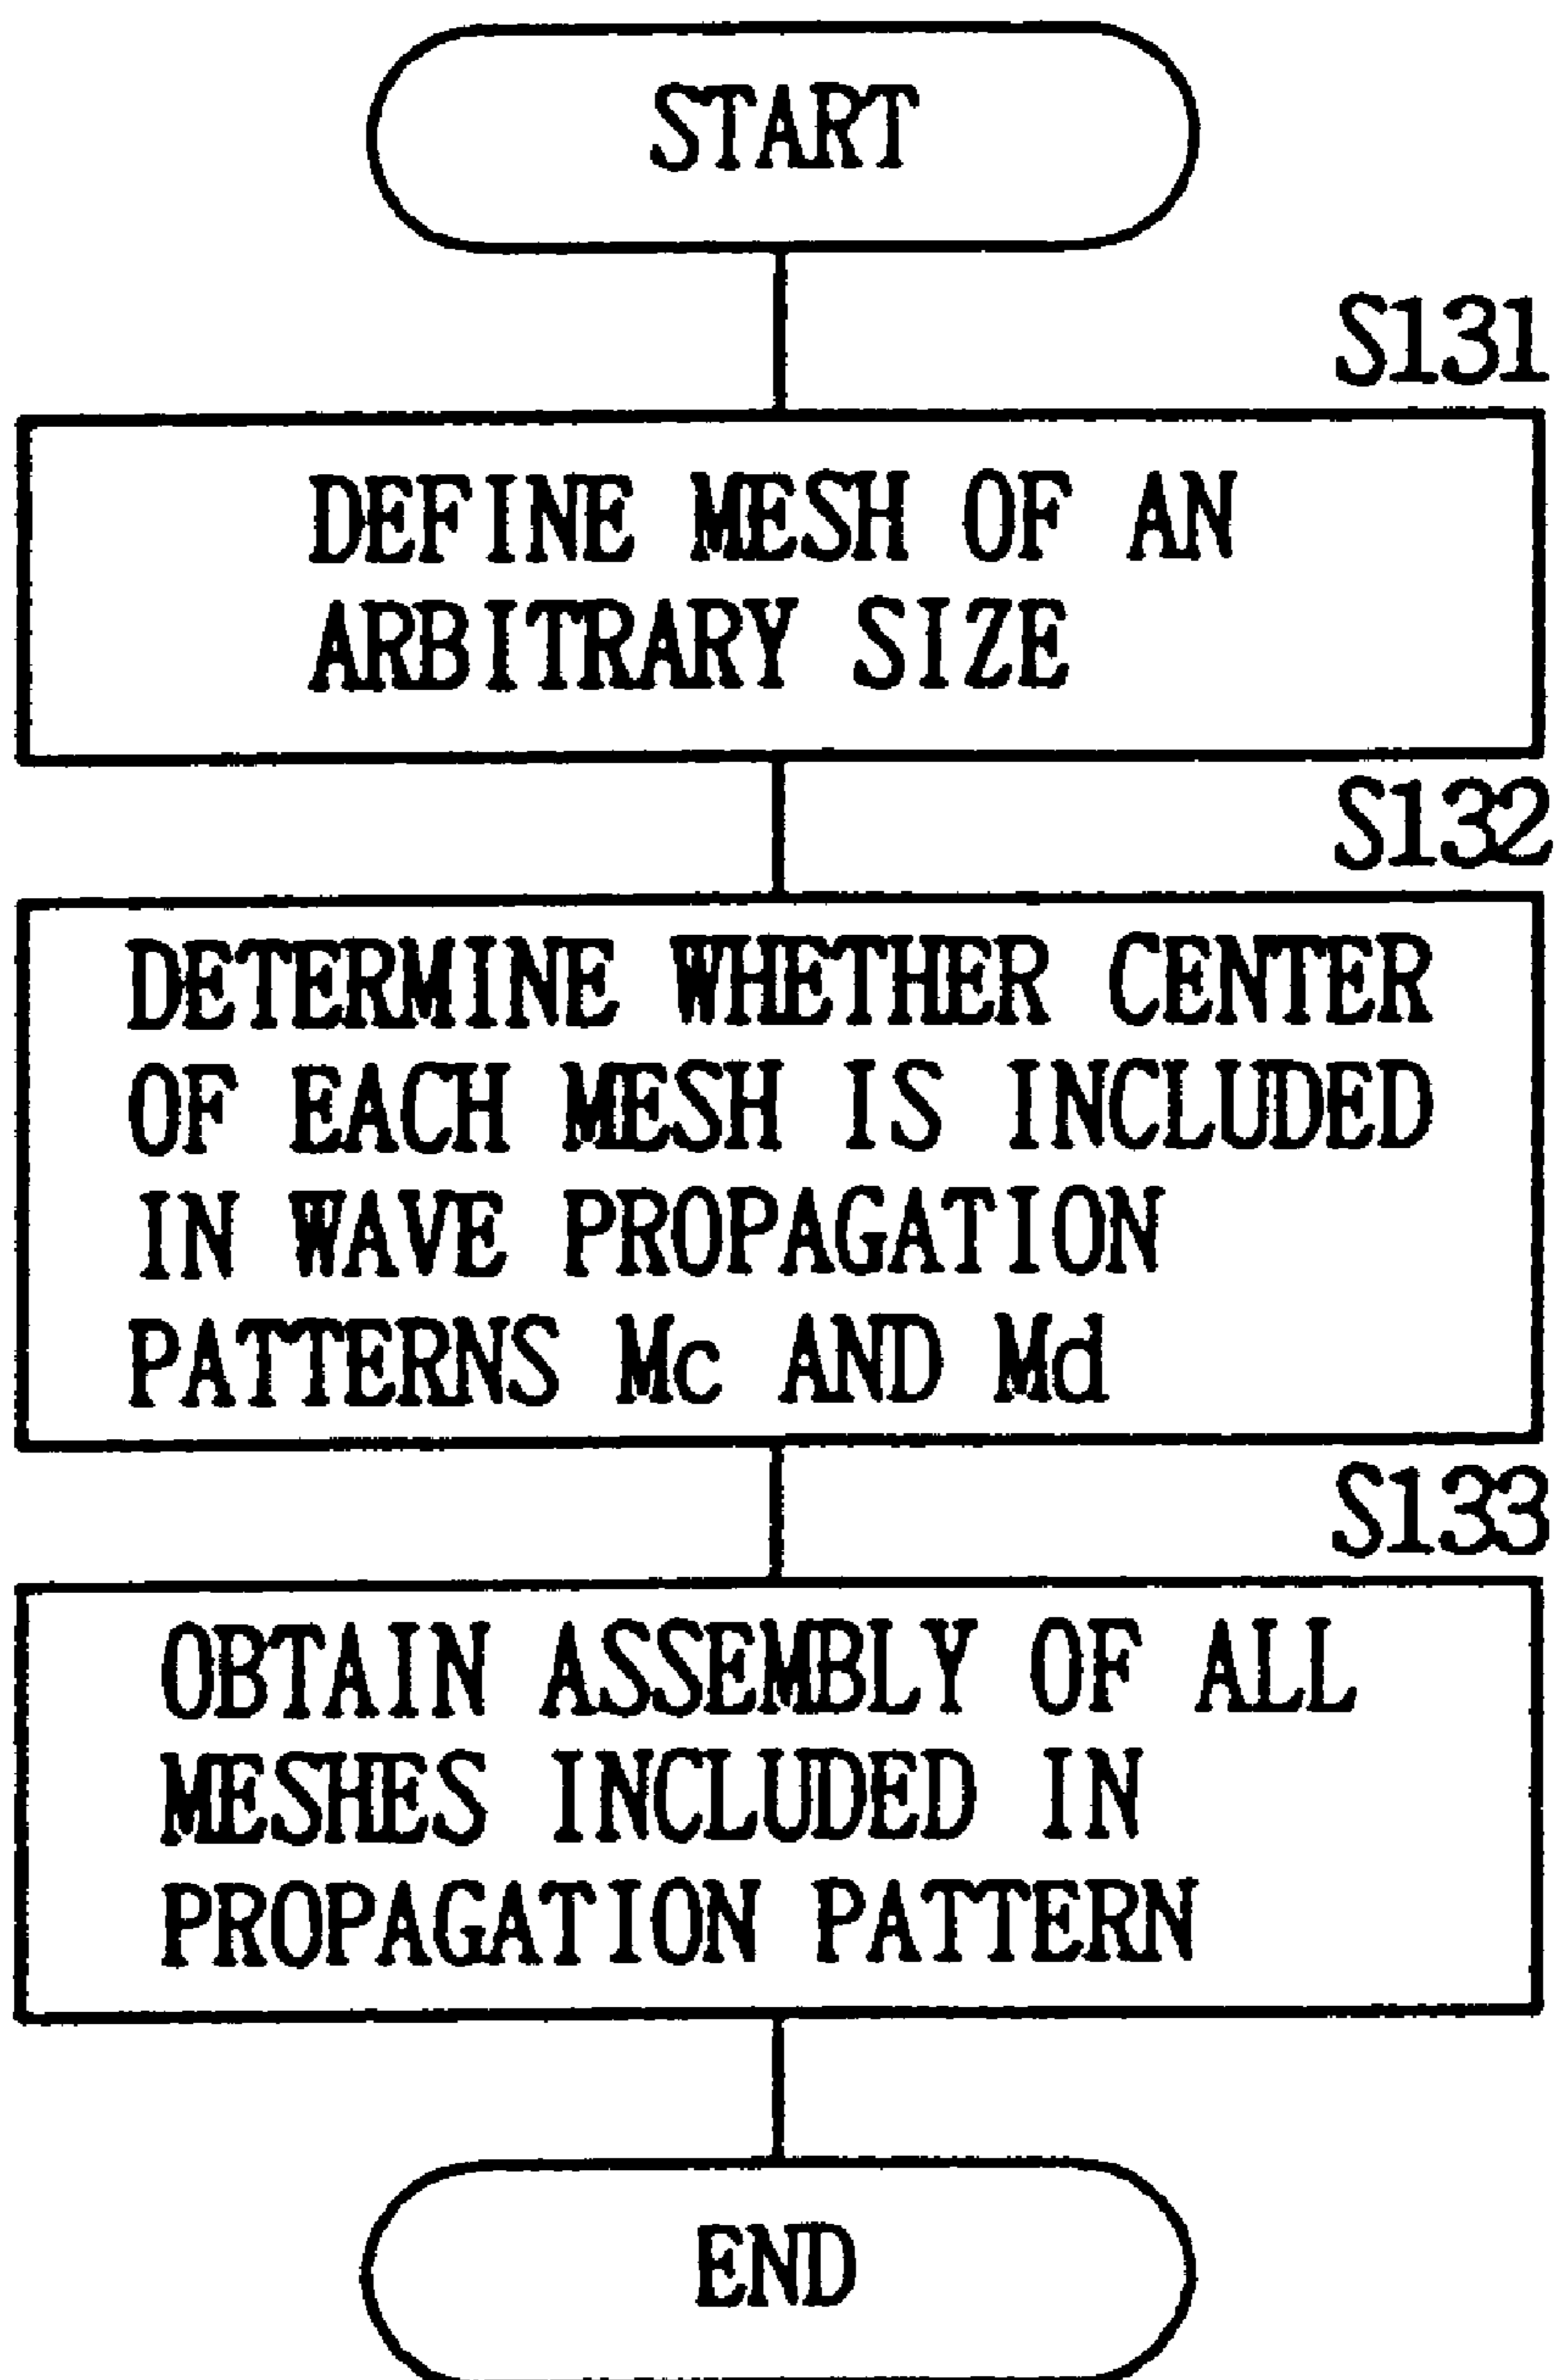 START
S131
DEFINE MESH OF AN
ARBITRARY SIZE
S132
DETERMINE WHETHER CENTER
OF EACH MESH IS INCLUDED
IN WAVE PROPAGATION
PATTERNS Mc AND Md
S133
OBTAIN ASSEMBLY OF ALL
MESHES INCLUDED IN
PROPAGATION PATTERN
END